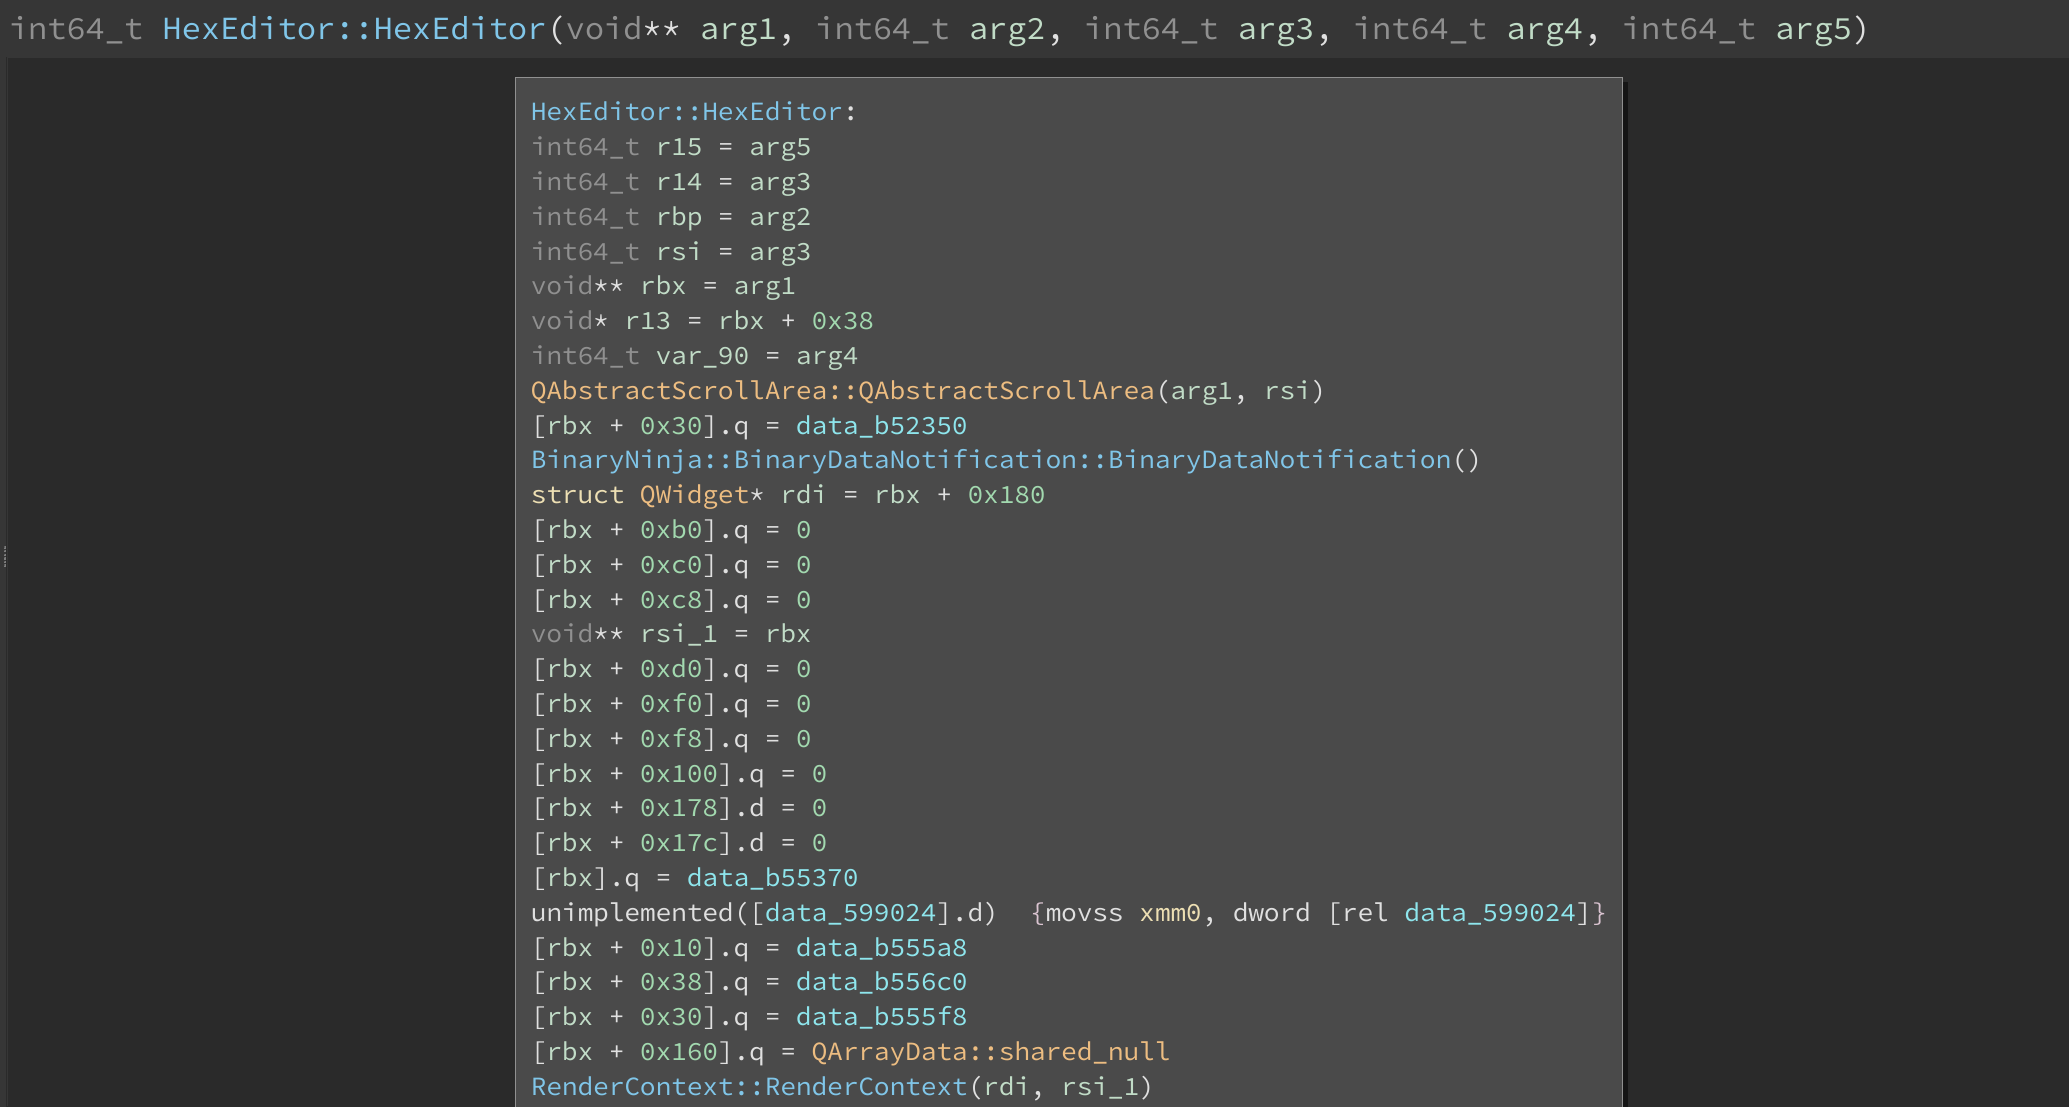 int64_t HexEditor::HexEditor(void** arg1, int64_t arg2, int64_t arg3, int64_t arg4, int64_t arg5)
HexEditor::HexEditor:
int64_t r15 = arg5
int64_t r14 = arg3
int64_t rbp = arg2
int64_t rsi = arg3
void** rbx = arg1
void* r13 = rbx + 0x38
int64_t var_90 = arg4
QAbstractScrollArea::QAbstractScrollArea(arg1, rsi)
[rbx + 0x30].q = data_b52350
BinaryNinja::BinaryDataNotification::BinaryDataNotification()
struct QWidget* rdi = rbx + 0x180
[rbx + 0xb0].q = 0
[rbx + 0xc0].q = 0
[rbx + 0xc8].q = 0
void** rsi_1 = rbx
[rbx + 0xd0].q = 0
[rbx + 0xf0].q = 0
[rbx + 0xf8].q = 0
[rbx + 0x100].q = 0
[rbx + 0x178].d = 0
[rbx + 0x17c].d = 0
[rbx].q = data_b55370
unimplemented([data_599024].d)  {movss xmm0, dword [rel data_599024]}
[rbx + 0x10].q = data_b555a8
[rbx + 0x38].q = data_b556c0
[rbx + 0x30].q = data_b555f8
[rbx + 0x160].q = QArrayData::shared_null
RenderContext::RenderContext(rdi, rsi_1)